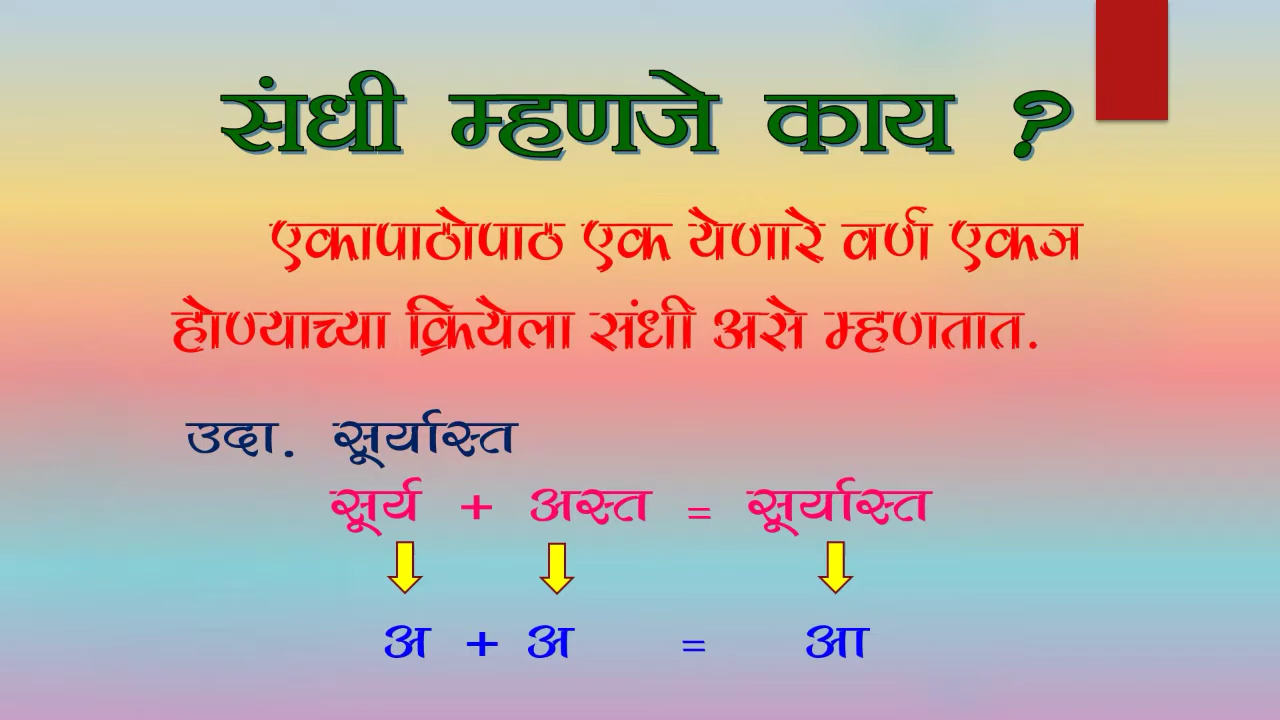 संधी म्हणजे काय ?
एकापाठोपाठ एक येणारे वर्ण एकत्र
होण्याच्या क्रियेला संधी असे म्हणतात.
उदा. सूर्यास्त
सूर्य + अस्त = सूर्यास्त
अ + अ = आ